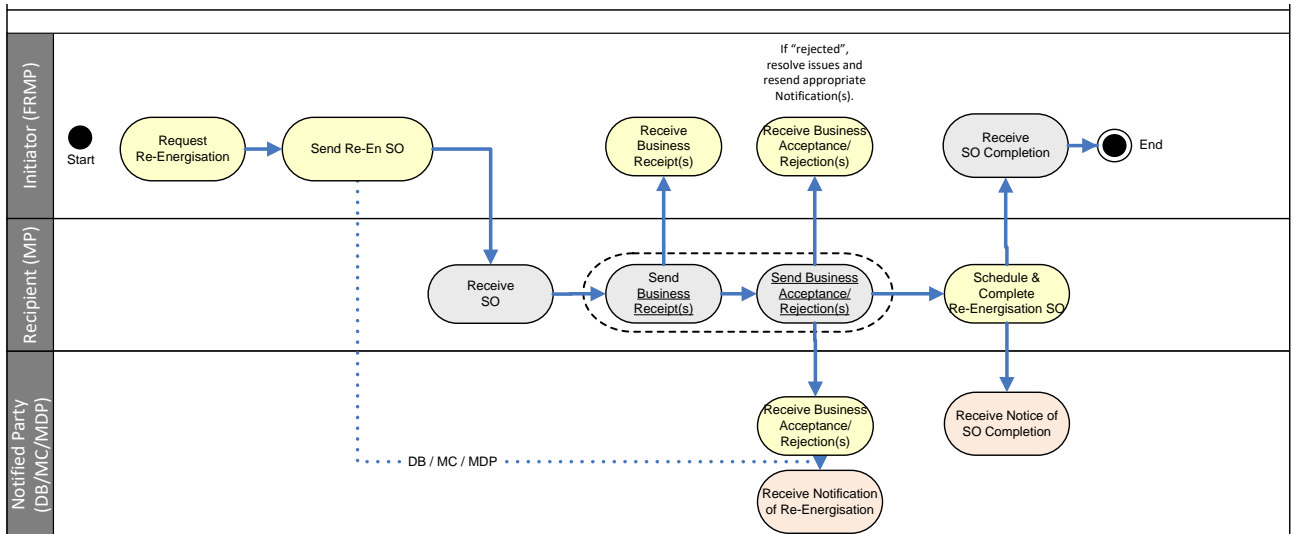 Initiator (FRMP)
Start
Request
Re-Energisation
Send Re-En SO
Receive
Business
Receipt(s)
If “rejected”,
resolve issues and
resend appropriate
Notification(s).
Receive Business
Acceptance/
Rejection(s)
Receive
SO Completion
End
Recipient (MP)
Receive
SO
Send
Business
Receipt(s)
Send Business
Acceptance/
Rejection(s)
Schedule &
Complete
Re-Energisation SO
Notified Party
(DB/MC/MDP)
Receive Business
Acceptance/
Rejection(s)
Receive Notice of
SO Completion
DB / MC / MDP
Receive Notification
of Re-Energisation